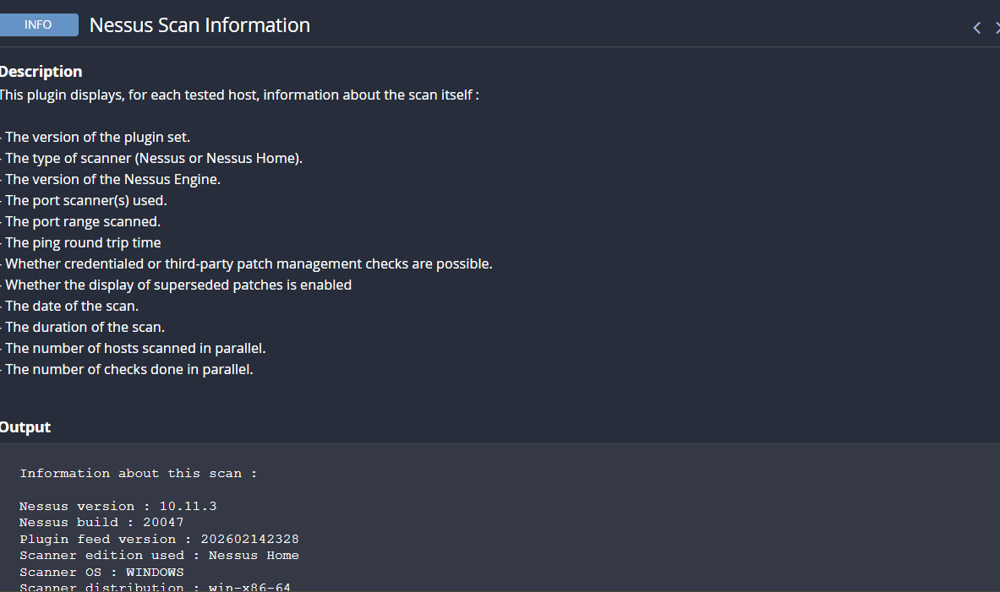 INFO
Nessus Scan Information
Description
This plugin displays, for each tested host, information about the scan itself :
- The version of the plugin set.
- The type of scanner (Nessus or Nessus Home).
- The version of the Nessus Engine.
- The port scanner(s) used.
- The port range scanned.
- The ping round trip time
- Whether credentialed or third-party patch management checks are possible.
- Whether the display of superseded patches is enabled
- The date of the scan.
- The duration of the scan.
- The number of hosts scanned in parallel.
- The number of checks done in parallel.
Output
Information about this scan :
Nessus version : 10.11.3
Nessus build : 20047
Plugin feed version : 202602142328
Scanner edition used : Nessus Home
Scanner OS : WINDOWS
Scanner distribution : win-x86-64